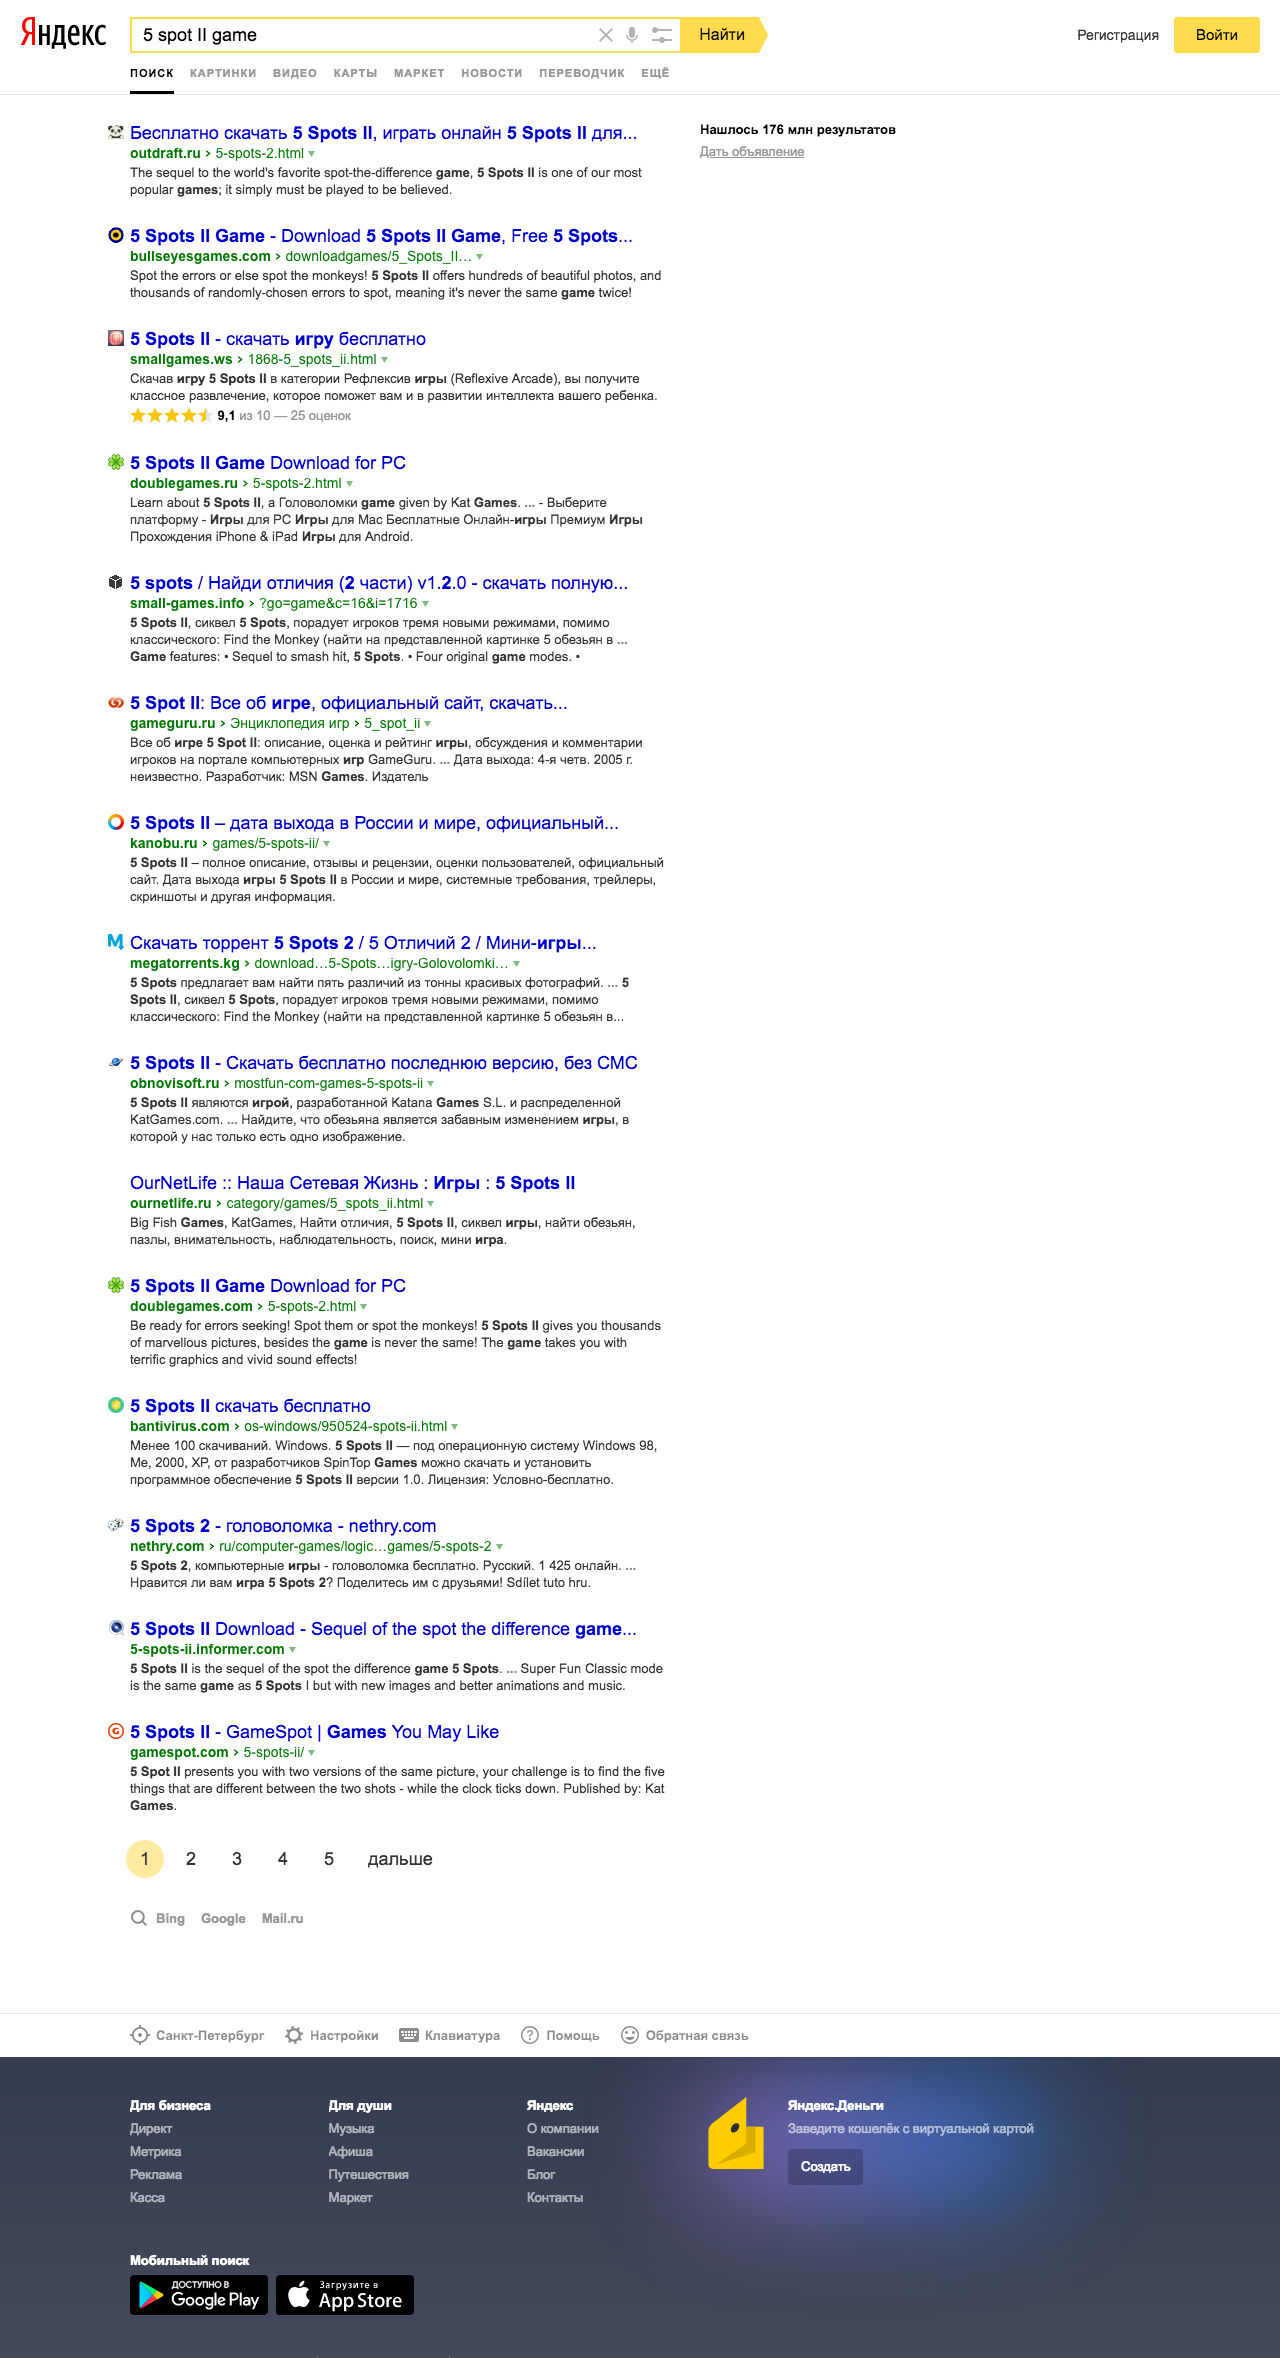 Яндекс
5 spot II game
Найти
Регистрация
Войти
ПОИСК КАРТИНКИ ВИДЕО КАРТЫ МАРКЕТ НОВОСТИ ПЕРЕВОДЧИК ЕЩЁ
Бесплатно скачать 5 Spots II, играть онлайн 5 Spots II для...
outdraft.ru › 5-spots-2.html
The sequel to the world's favorite spot-the-difference game, 5 Spots II is one of our most
popular games; it simply must be played to be believed.
Нашлось 176 млн результатов
Дать объявление
5 Spots II Game - Download 5 Spots II Game, Free 5 Spots...
bullseyesgames.com › downloadgames/5_Spots_II…
Spot the errors or else spot the monkeys! 5 Spots II offers hundreds of beautiful photos, and
thousands of randomly-chosen errors to spot, meaning it's never the same game twice!
5 Spots II - скачать игру бесплатно
smallgames.ws › 1868-5_spots_ii.html
Скачав игру 5 Spots II в категории Рефлексив игры (Reflexive Arcade), вы получите
классное развлечение, которое поможет вам и в развитии интеллекта вашего ребенка.
9,1 из 10 — 25 оценок
5 Spots II Game Download for PC
doublegames.ru › 5-spots-2.html
Learn about 5 Spots II, a Головоломки game given by Kat Games. ... - Выберите
платформу - Игры для PC Игры для Mac Бесплатные Онлайн-игры Премиум Игры
Прохождения iPhone & iPad Игры для Android.
5 spots / Найди отличия (2 части) v1.2.0 - скачать полную...
small-games.info › ?go=game&c=16&i=1716
5 Spots II, сиквел 5 Spots, порадует игроков тремя новыми режимами, помимо
классического: Find the Monkey (найти на представленной картинке 5 обезьян в ...
Game features: • Sequel to smash hit, 5 Spots. • Four original game modes. •
5 Spot II: Все об игре, официальный сайт, скачать...
gameguru.ru › Энциклопедия игр › 5_spot_ii
Все об игре 5 Spot II: описание, оценка и рейтинг игры, обсуждения и комментарии
игроков на портале компьютерных игр GameGuru. ... Дата выхода: 4-я четв. 2005 г.
неизвестно. Разработчик: MSN Games. Издатель
5 Spots II – дата выхода в России и мире, официальный...
kanobu.ru › games/5-spots-ii/
5 Spots II – полное описание, отзывы и рецензии, оценки пользователей, официальный
сайт. Дата выхода игры 5 Spots II в России и мире, системные требования, трейлеры,
скриншоты и другая информация.
Скачать торрент 5 Spots 2 / 5 Отличий 2 / Мини-игры...
megatorrents.kg › download…5-Spots…igry-Golovolomki…
5 Spots предлагает вам найти пять различий из тонны красивых фотографий. ... 5
Spots II, сиквел 5 Spots, порадует игроков тремя новыми режимами, помимо
классического: Find the Monkey (найти на представленной картинке 5 обезьян в...
5 Spots II - Скачать бесплатно последнюю версию, без СМС
obnovisoft.ru › mostfun-com-games-5-spots-ii
5 Spots II являются игрой, разработанной Katana Games S.L. и распределенной
KatGames.com. ... Найдите, что обезьяна является забавным изменением игры, в
которой у нас только есть одно изображение.
OurNetLife :: Наша Сетевая Жизнь : Игры : 5 Spots II
ournetlife.ru › category/games/5_spots_ii.html
Big Fish Games, KatGames, Найти отличия, 5 Spots II, сиквел игры, найти обезьян,
пазлы, внимательность, наблюдательность, поиск, мини игра.
5 Spots II Game Download for PC
doublegames.com › 5-spots-2.html
Be ready for errors seeking! Spot them or spot the monkeys! 5 Spots II gives you thousands
of marvellous pictures, besides the game is never the same! The game takes you with
terrific graphics and vivid sound effects!
5 Spots II скачать бесплатно
bantivirus.com › os-windows/950524-spots-ii.html
Менее 100 скачиваний. Windows. 5 Spots II — под операционную систему Windows 98,
Me, 2000, XP, от разработчиков SpinTop Games можно скачать и установить
программное обеспечение 5 Spots II версии 1.0. Лицензия: Условно-бесплатно.
5 Spots 2 - головоломка - nethry.com
nethry.com › ru/computer-games/logic…games/5-spots-2
5 Spots 2, компьютерные игры - головоломка бесплатно. Русский. 1 425 онлайн. ...
Нравится ли вам игра 5 Spots 2? Поделитесь им с друзьями! Sdílet tuto hru.
5 Spots II Download - Sequel of the spot the difference game...
5-spots-ii.informer.com
5 Spots II is the sequel of the spot the difference game 5 Spots. ... Super Fun Classic mode
is the same game as 5 Spots I but with new images and better animations and music.
5 Spots II - GameSpot | Games You May Like
gamespot.com › 5-spots-ii/
5 Spot II presents you with two versions of the same picture, your challenge is to find the five
things that are different between the two shots - while the clock ticks down. Published by: Kat
Games.
1 2 3 4 5 дальше
Bing Google Mail.ru
Санкт-Петербург Настройки Клавиатура Помощь Обратная связь
Для бизнеса
Директ
Метрика
Реклама
Касса
Для души
Музыка
Афиша
Путешествия
Маркет
Яндекс
О компании
Вакансии
Блог
Контакты
Яндекс.Деньги
Заведите кошелёк с виртуальной картой
Создать
Мобильный поиск
ДОСТУПНО В
Google Play
Загрузите в
App Store